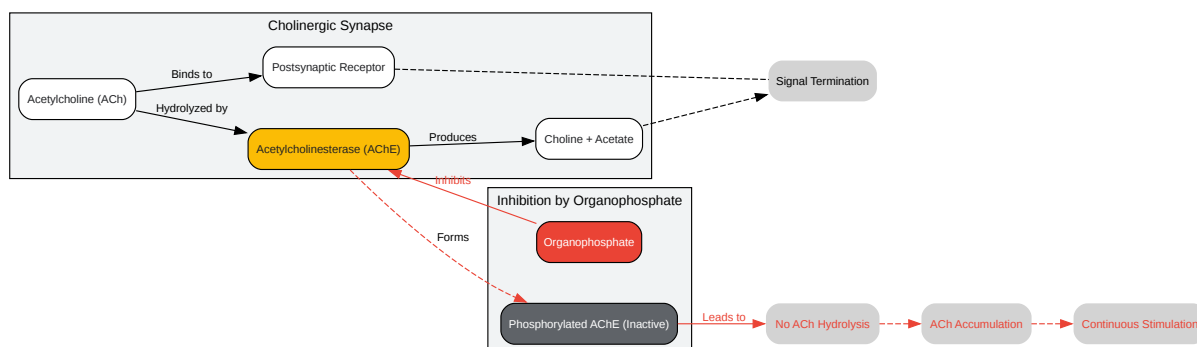 Cholinergic Synapse
Postsynaptic Receptor
Binds to
Signal Termination
Acetylcholine (ACh)
Hydrolyzed by
Acetylcholinesterase (AChE)
Produces
Choline + Acetate
Inhibits
Inhibition by Organophosphate
Forms
Organophosphate
Phosphorylated AChE (Inactive)
Leads to
No ACh Hydrolysis
ACh Accumulation
Continuous Stimulation